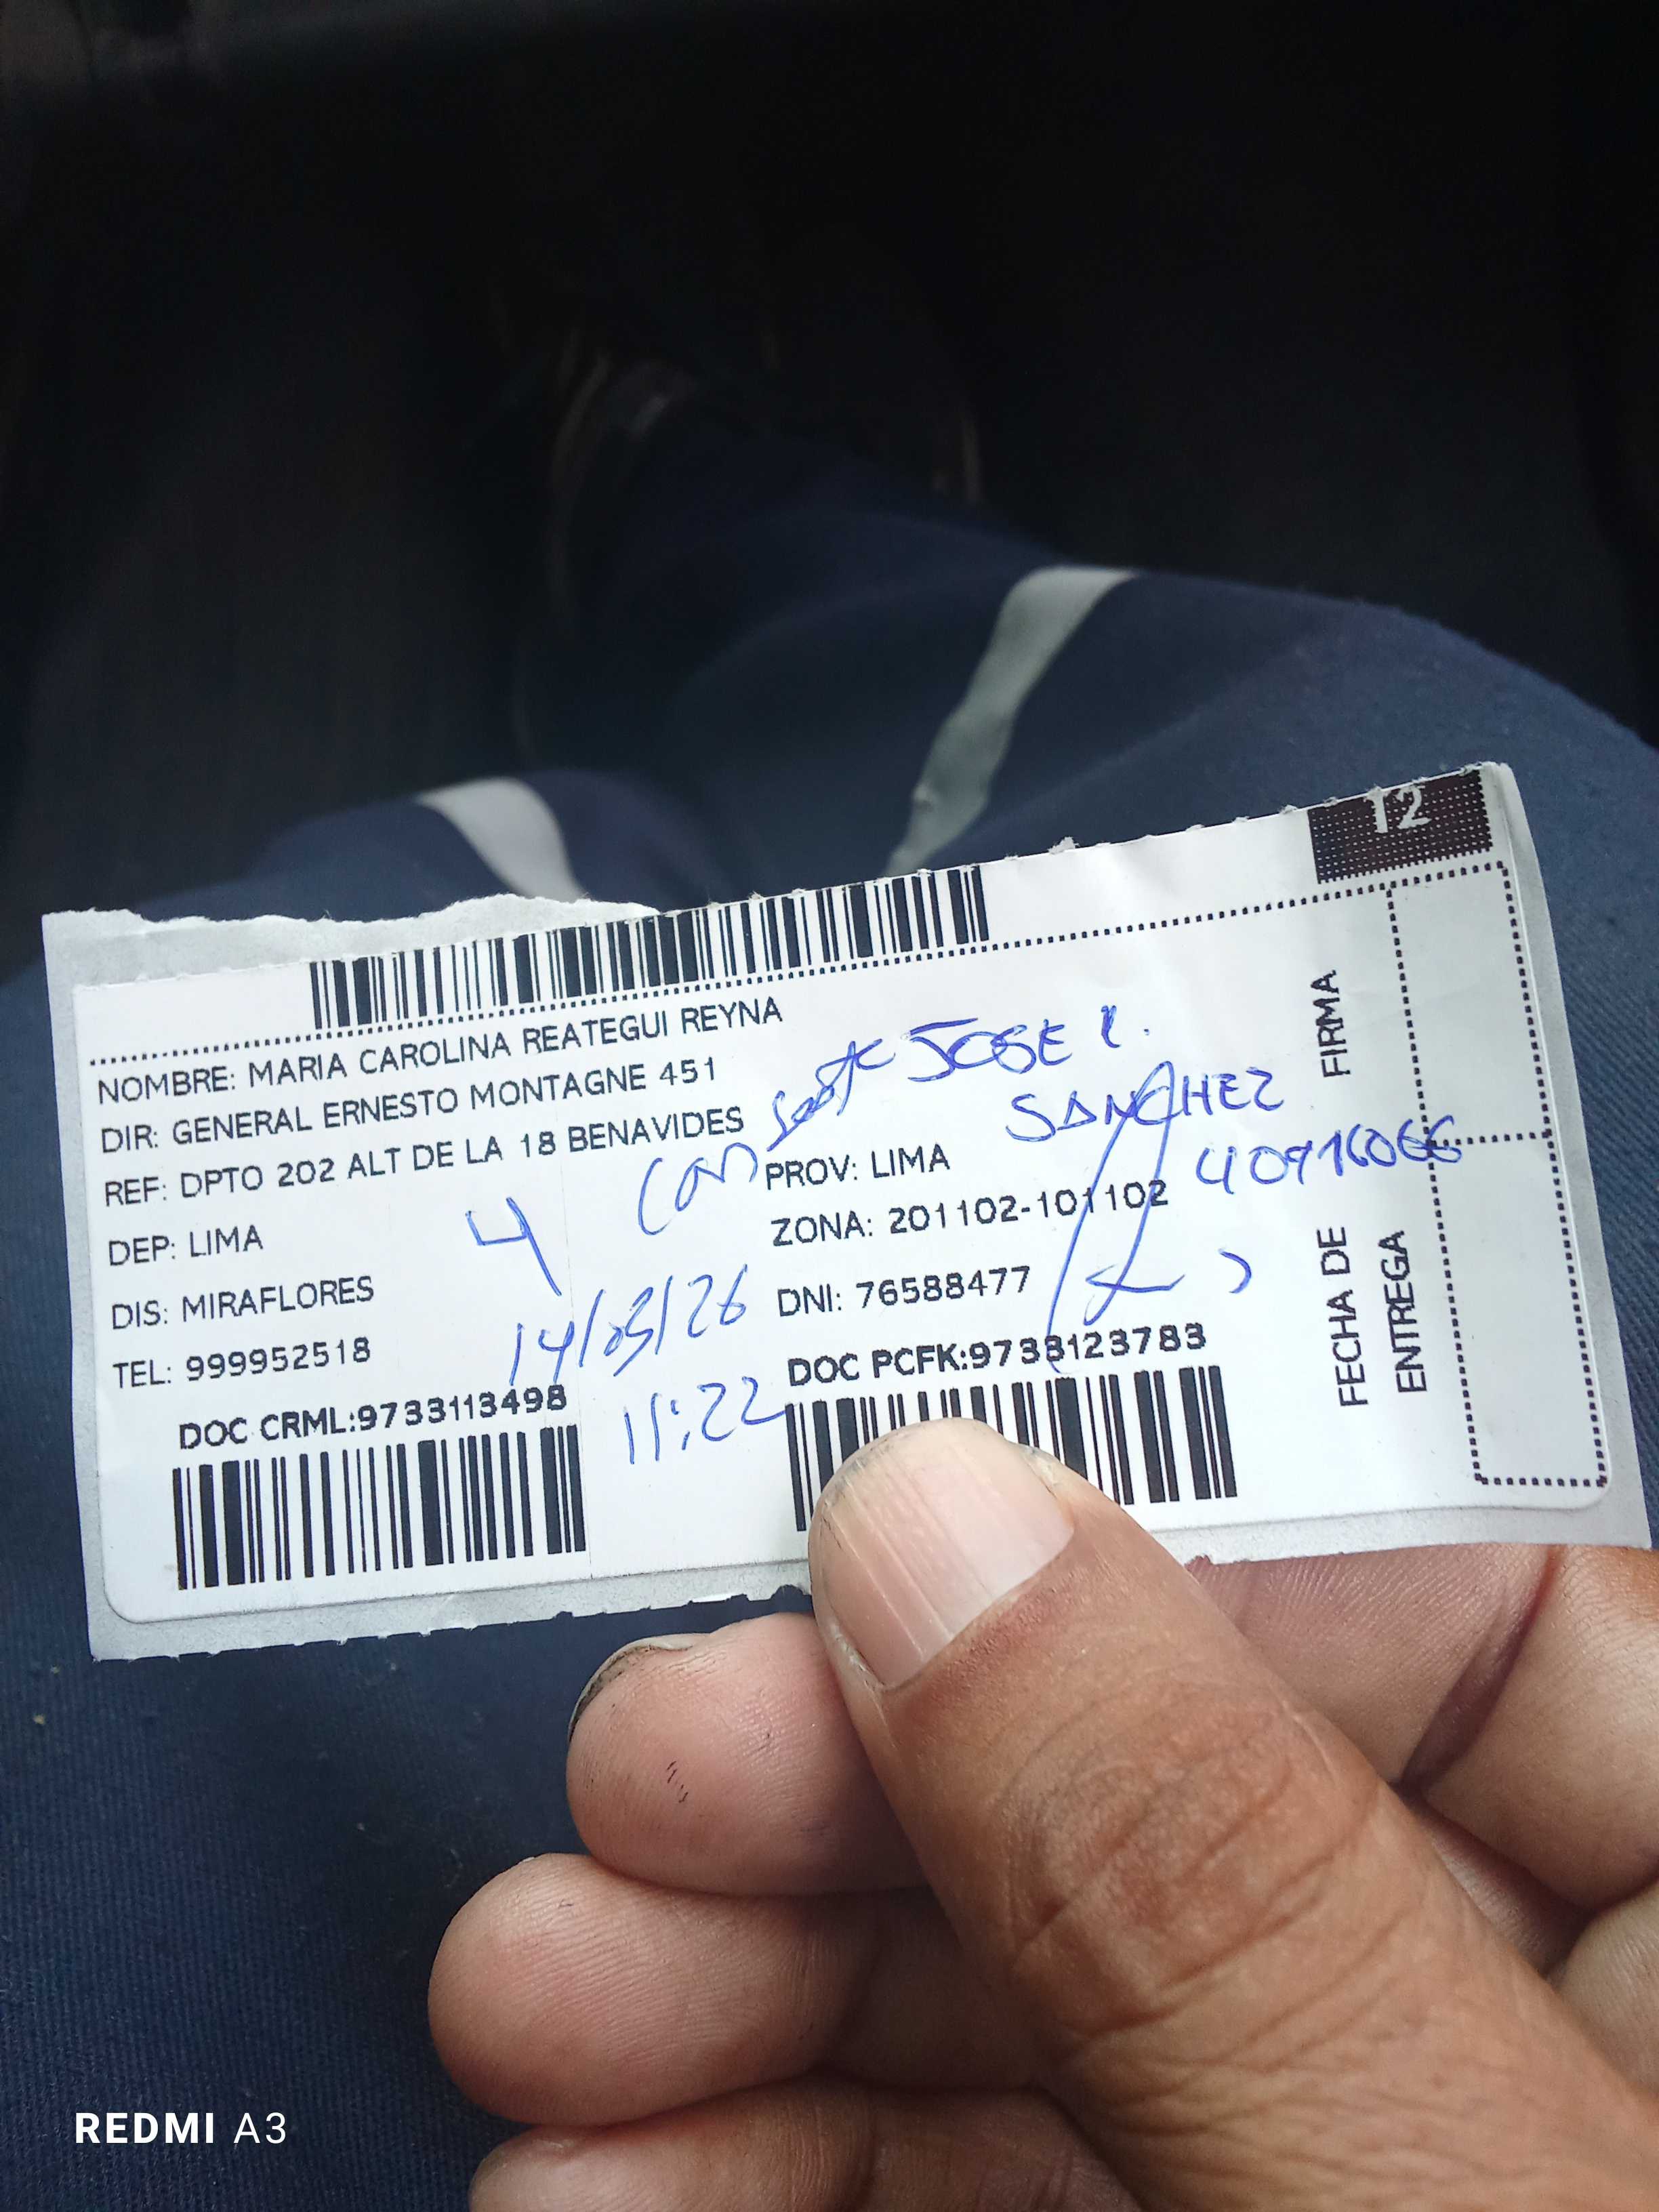 12
NOMBRE: MARIA CAROLINA REATEGUI REYNA
DIR: GENERAL ERNESTO MONTAGNE 451
REF: DPTO 202 ALT DE LA 18 BENAVIDES
DEP: LIMA
PROV: LIMA
ZONA: 201102-101102
DIS: MIRAFLORES
DNI: 76588477
TEL: 999952518
DOC CRML:9733113498
DOC PCFK:9733123783
FIRMA
FECHA DE
ENTREGA
JOSE
SANCHEZ
4
14/03/26
11:22
REDMI A3